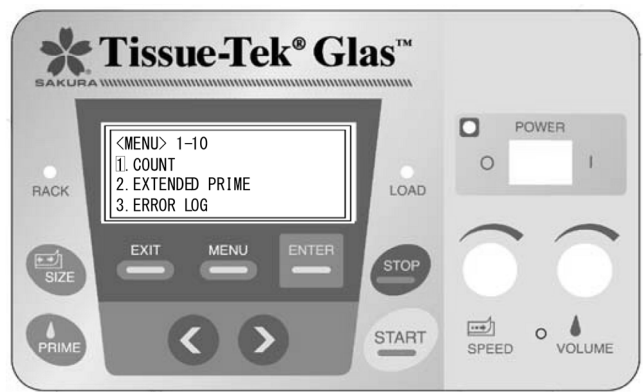 Tissue-Tek® Glas™
SAKURA
<MENU> 1-10
1. COUNT
2. EXTENDED PRIME
3. ERROR LOG
RACK
LOAD
EXIT
MENU
ENTER
SIZE
STOP
PRIME
START
POWER
O
I
SPEED
VOLUME